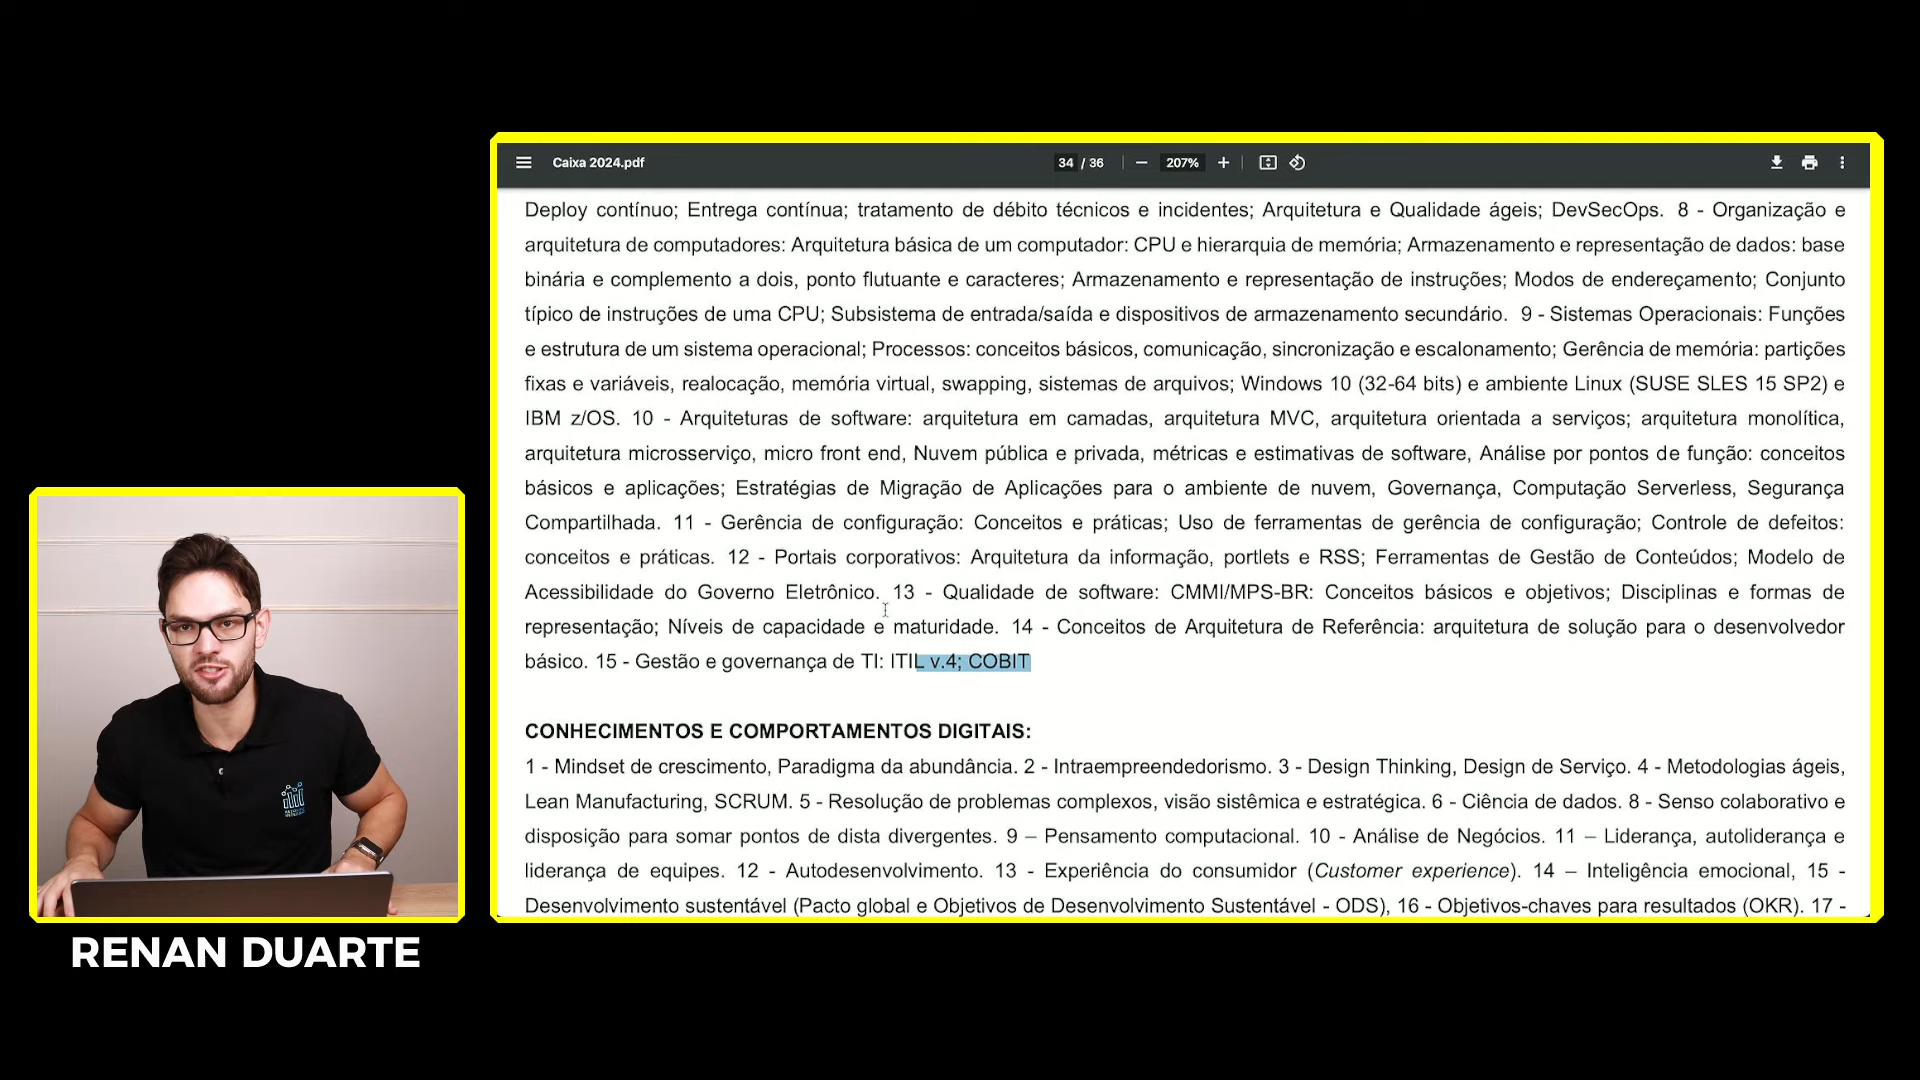 Caixa 2024.pdf
34 / 36
207%
Deploy contínuo; Entrega contínua; tratamento de débito técnicos e incidentes; Arquitetura e Qualidade ágeis; DevSecOps. 8 - Organização e
arquitetura de computadores: Arquitetura básica de um computador: CPU e hierarquia de memória; Armazenamento e representação de dados: base
binária e complemento a dois, ponto flutuante e caracteres; Armazenamento e representação de instruções; Modos de endereçamento; Conjunto
típico de instruções de uma CPU; Subsistema de entrada/saída e dispositivos de armazenamento secundário. 9 - Sistemas Operacionais: Funções
e estrutura de um sistema operacional; Processos: conceitos básicos, comunicação, sincronização e escalonamento; Gerência de memória: partições
fixas e variáveis, realocação, memória virtual, swapping, sistemas de arquivos; Windows 10 (32-64 bits) e ambiente Linux (SUSE SLES 15 SP2) e
IBM z/OS. 10 - Arquiteturas de software: arquitetura em camadas, arquitetura MVC, arquitetura orientada a serviços; arquitetura monolítica,
arquitetura microsserviço, micro front end, Nuvem pública e privada, métricas e estimativas de software, Análise por pontos de função: conceitos
básicos e aplicações; Estratégias de Migração de Aplicações para o ambiente de nuvem, Governança, Computação Serverless, Segurança
Compartilhada. 11 - Gerência de configuração: Conceitos e práticas; Uso de ferramentas de gerência de configuração; Controle de defeitos:
conceitos e práticas. 12 - Portais corporativos: Arquitetura da informação, portlets e RSS; Ferramentas de Gestão de Conteúdos; Modelo de
Acessibilidade do Governo Eletrônico. 13 - Qualidade de software: CMMI/MPS-BR: Conceitos básicos e objetivos; Disciplinas e formas de
representação; Níveis de capacidade e maturidade. 14 - Conceitos de Arquitetura de Referência: arquitetura de solução para o desenvolvedor
básico. 15 - Gestão e governança de TI: ITIL v.4; COBIT
CONHECIMENTOS E COMPORTAMENTOS DIGITAIS:
1 - Mindset de crescimento, Paradigma da abundância. 2 - Intraempreendedorismo. 3 - Design Thinking, Design de Serviço. 4 - Metodologias ágeis,
Lean Manufacturing, SCRUM. 5 - Resolução de problemas complexos, visão sistêmica e estratégica. 6 - Ciência de dados. 8 - Senso colaborativo e
disposição para somar pontos de dista divergentes. 9 – Pensamento computacional. 10 - Análise de Negócios. 11 – Liderança, autoliderança e
liderança de equipes. 12 - Autodesenvolvimento. 13 - Experiência do consumidor (Customer experience). 14 – Inteligência emocional, 15 -
Desenvolvimento sustentável (Pacto global e Objetivos de Desenvolvimento Sustentável - ODS), 16 - Objetivos-chaves para resultados (OKR). 17 -
RENAN DUARTE